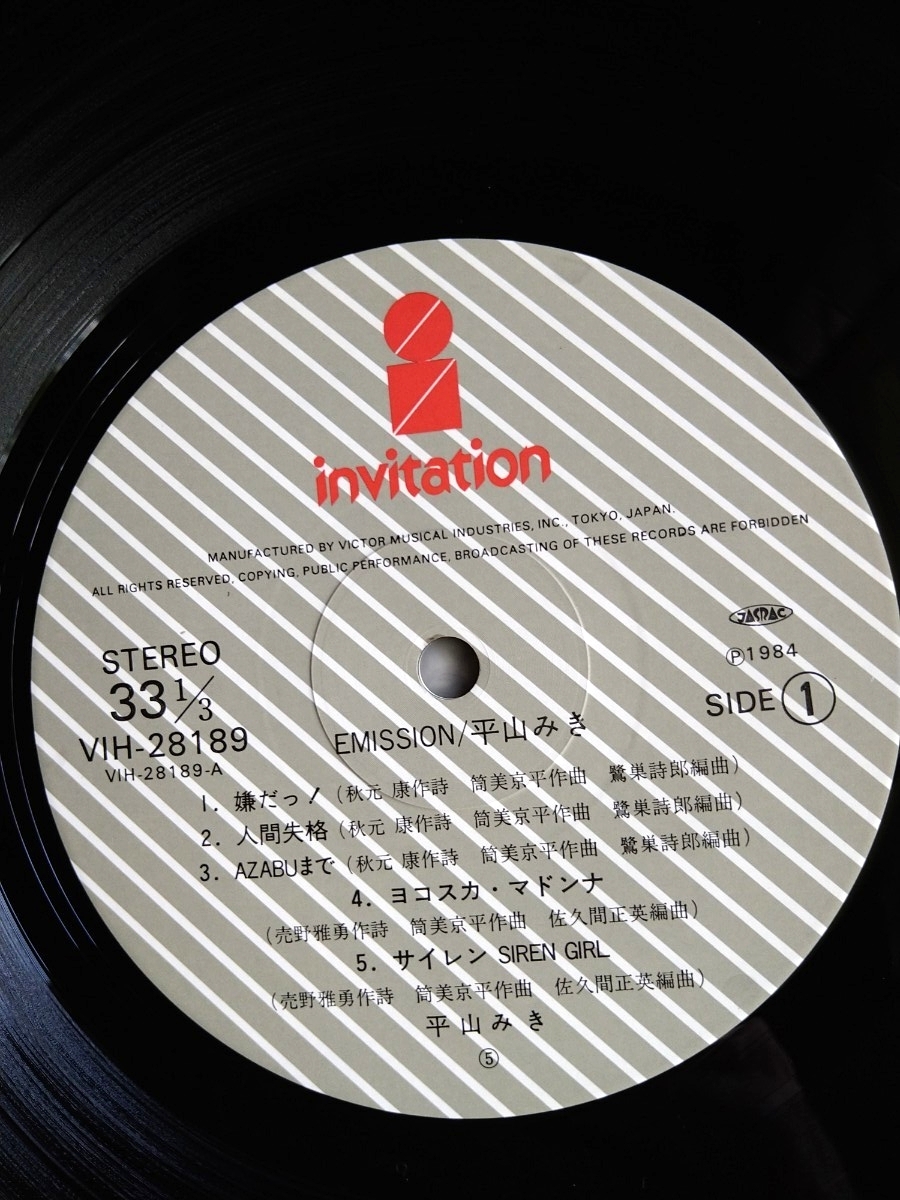 invitation
MANUFACTURED BY VICTOR MUSICAL INDUSTRIES, INC., TOKYO, JAPAN.
ALL RIGHTS RESERVED, COPYING, PUBLIC PERFORMANCE, BROADCASTING OF THESE RECORDS ARE FORBIDDEN
JASRAC
Ⓟ1984
SIDE ①
STEREO
33 1/3
VIH-28189
VIH-28189-A
EMISSION/平山みき
1. 嫌だっ! (秋元 康作詩 筒美京平作曲 鷺巣詩郎編曲)
2. 人間失格 (秋元 康作詩 筒美京平作曲 鷺巣詩郎編曲)
3. AZABUまで (秋元 康作詩 筒美京平作曲 鷺巣詩郎編曲)
4. ヨコスカ・マドンナ
(売野雅勇作詩 筒美京平作曲 佐久間正英編曲)
5. サイレン SIREN GIRL
(売野雅勇作詩 筒美京平作曲 佐久間正英編曲)
平山みき
⑤